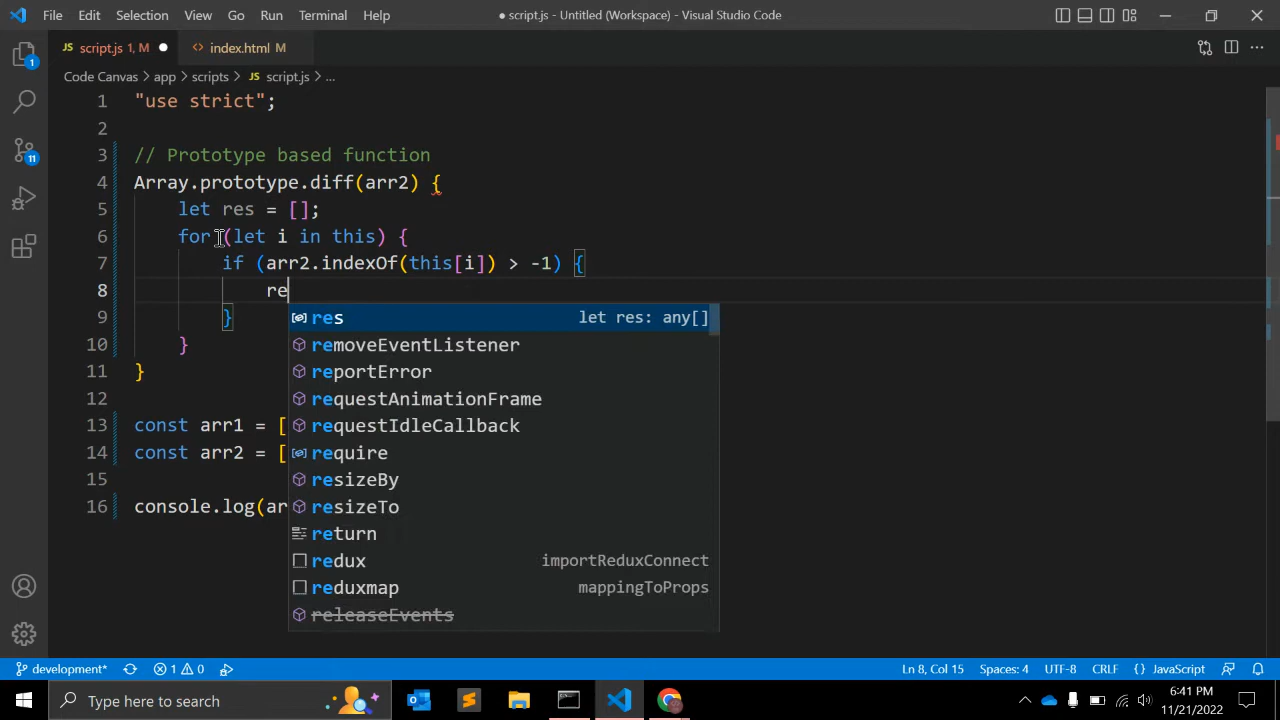 File Edit Selection View Go Run Terminal Help
● script.js - Untitled (Workspace) - Visual Studio Code
JS script.js 1, M ●
<> index.html M
Code Canvas > app > scripts > JS script.js > ...
1 "use strict";
2
3 // Prototype based function
4 Array.prototype.diff(arr2) {
5 let res = [];
6 for (let i in this) {
7 if (arr2.indexOf(this[i]) > -1) {
8 re
9 }
10 }
11 }
12
13 const arr1 = [
14 const arr2 = [
15
16 console.log(ar
res let res: any[]
removeEventListener
reportError
requestAnimationFrame
requestIdleCallback
require
resizeBy
resizeTo
return
redux importReduxConnect
reduxmap mappingToProps
releaseEvents
1
11
development* 1 0
Ln 8, Col 15 Spaces: 4 UTF-8 CRLF {} JavaScript
Type here to search
6:41 PM
11/21/2022